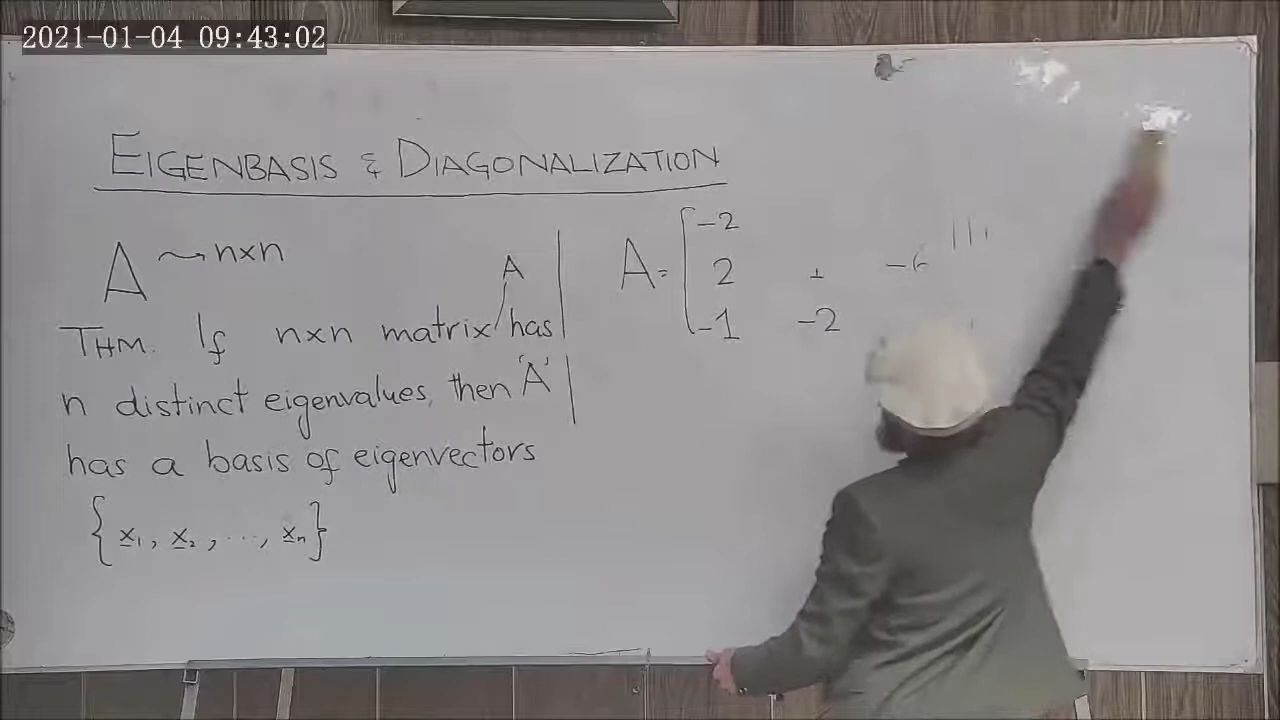 2021-01-04 09:43:02
EIGENBASIS & DIAGONALIZATION
A ⤳ n×n
A
THM. If n×n matrix has
n distinct eigenvalues, then 'A'
has a basis of eigenvectors
{x₁, x₂, ..., xₙ}
A = [ -2
2 -6
-1 -2